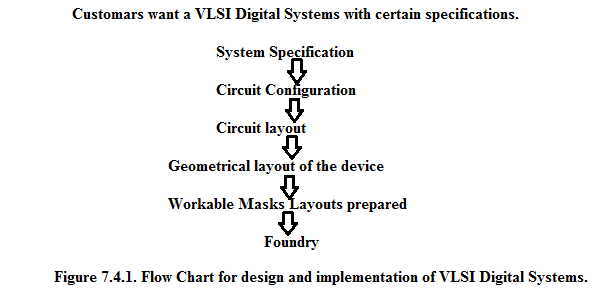 Customars want a VLSI Digital Systems with certain specifications.
System Specification
Circuit Configuration
Circuit layout
Geometrical layout of the device
Workable Masks Layouts prepared
Foundry
Figure 7.4.1. Flow Chart for design and implementation of VLSI Digital Systems.